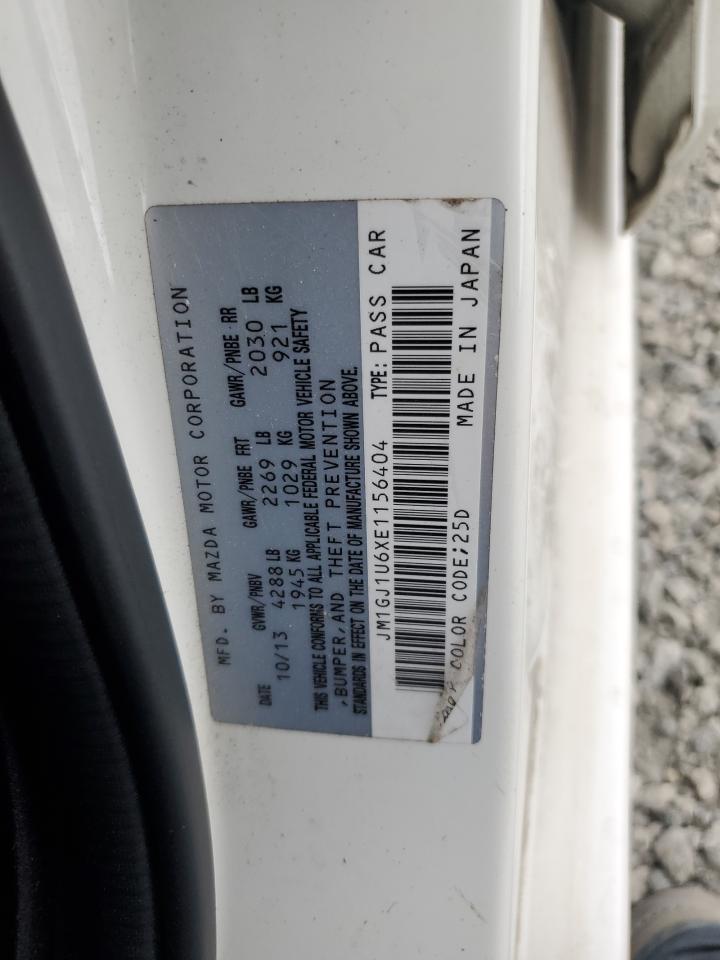 MFD. BY MAZDA MOTOR CORPORATION
DATE GVWR/PNBV GAWR/PNBE FRT GAWR/PNBE RR
10/13 4288 LB 2269 LB 2030 LB
1945 KG 1029 KG 921 KG
THIS VEHICLE CONFORMS TO ALL APPLICABLE FEDERAL MOTOR VEHICLE SAFETY
,BUMPER, AND THEFT PREVENTION
STANDARDS IN EFFECT ON THE DATE OF MANUFACTURE SHOWN ABOVE.
JM1GJ1U6XE1156404 TYPE: PASS CAR
COLOR CODE;25D MADE IN JAPAN